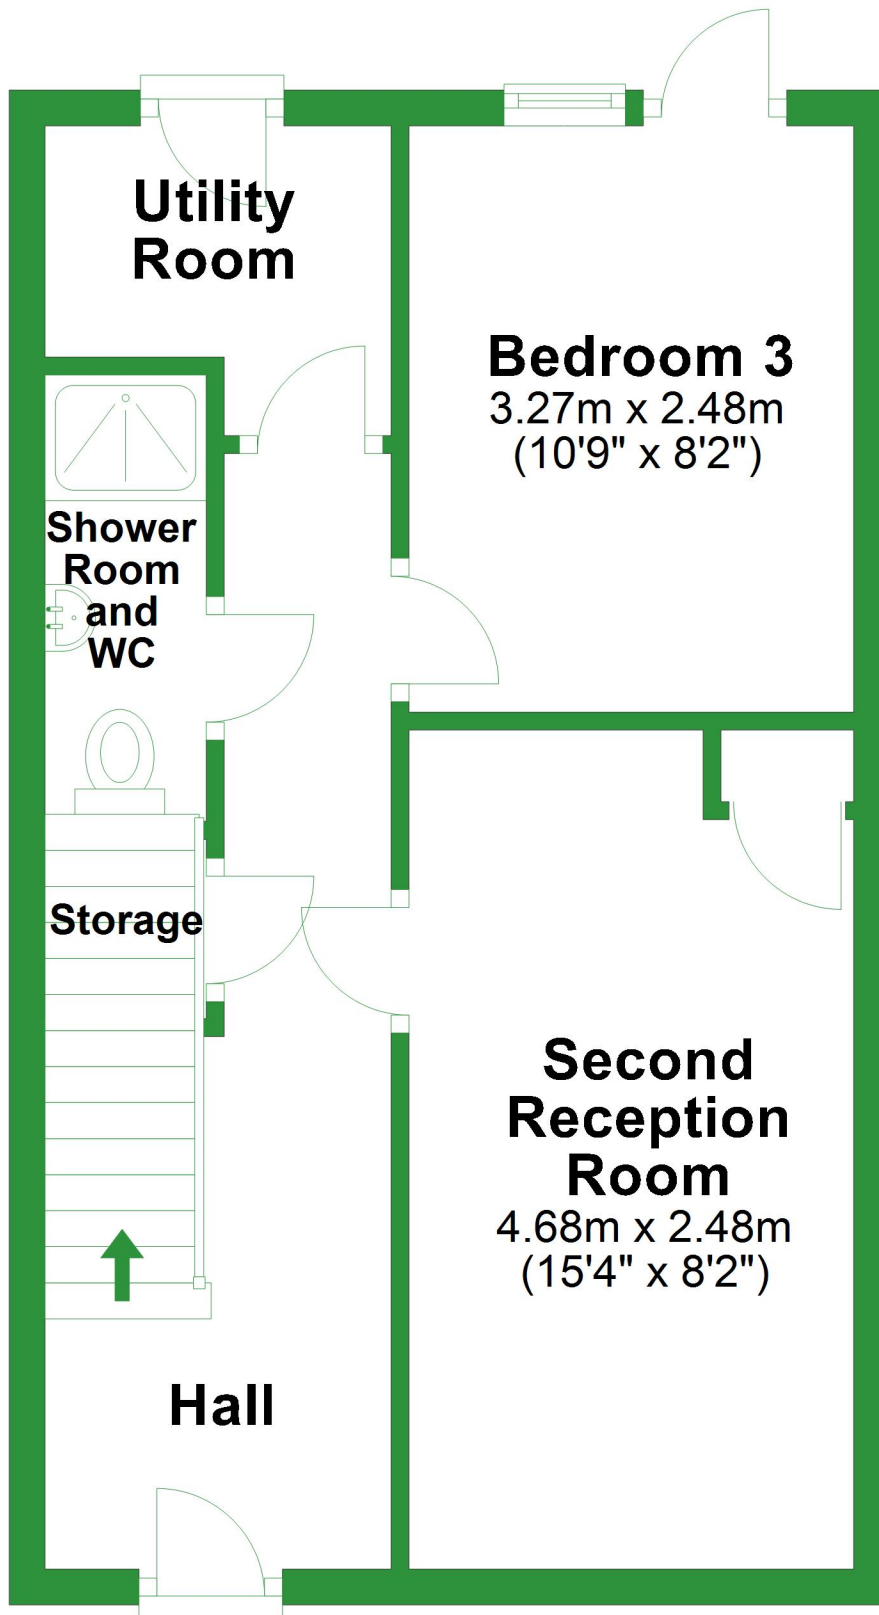 Utility
Room
Bedroom 3
3.27m x 2.48m
(10'9" x 8'2")
Shower
Room
and
WC
Storage
Second
Reception
Room
4.68m x 2.48m
(15'4" x 8'2")
Hall